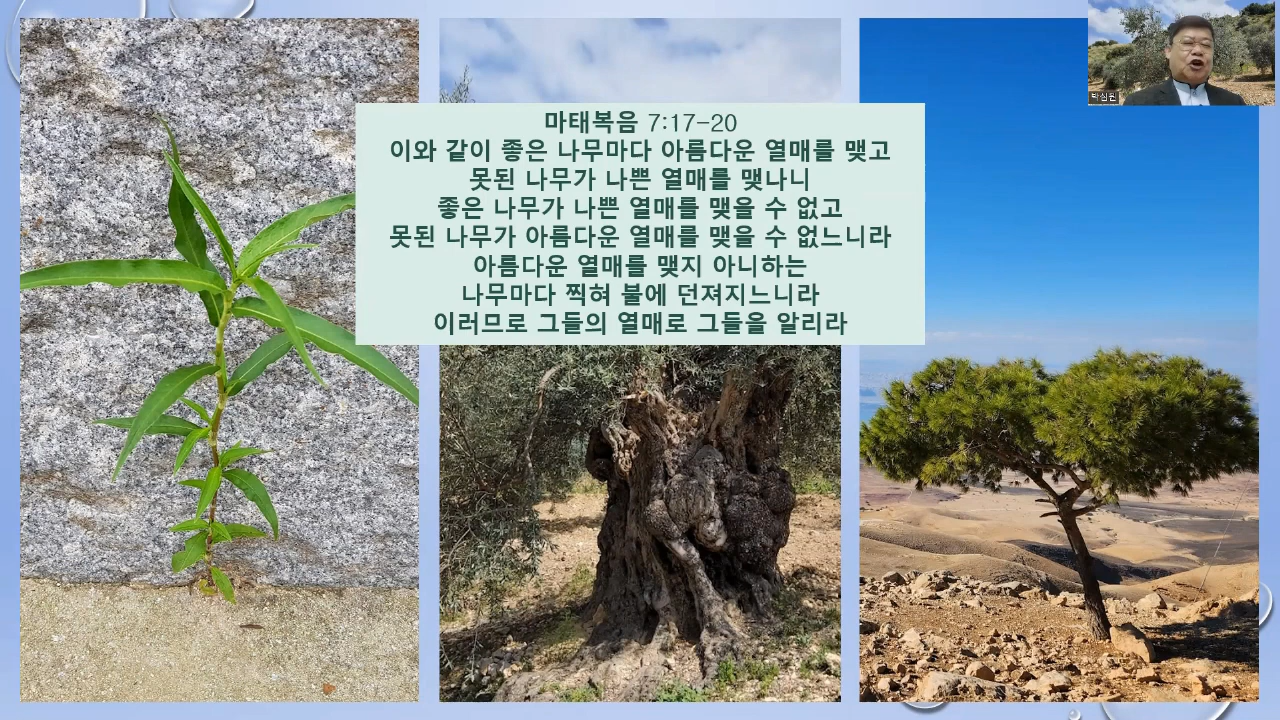 마태복음 7:17-20
이와 같이 좋은 나무마다 아름다운 열매를 맺고
못된 나무가 나쁜 열매를 맺나니
좋은 나무가 나쁜 열매를 맺을 수 없고
못된 나무가 아름다운 열매를 맺을 수 없느니라
아름다운 열매를 맺지 아니하는
나무마다 찍혀 불에 던져지느니라
이러므로 그들의 열매로 그들을 알리라